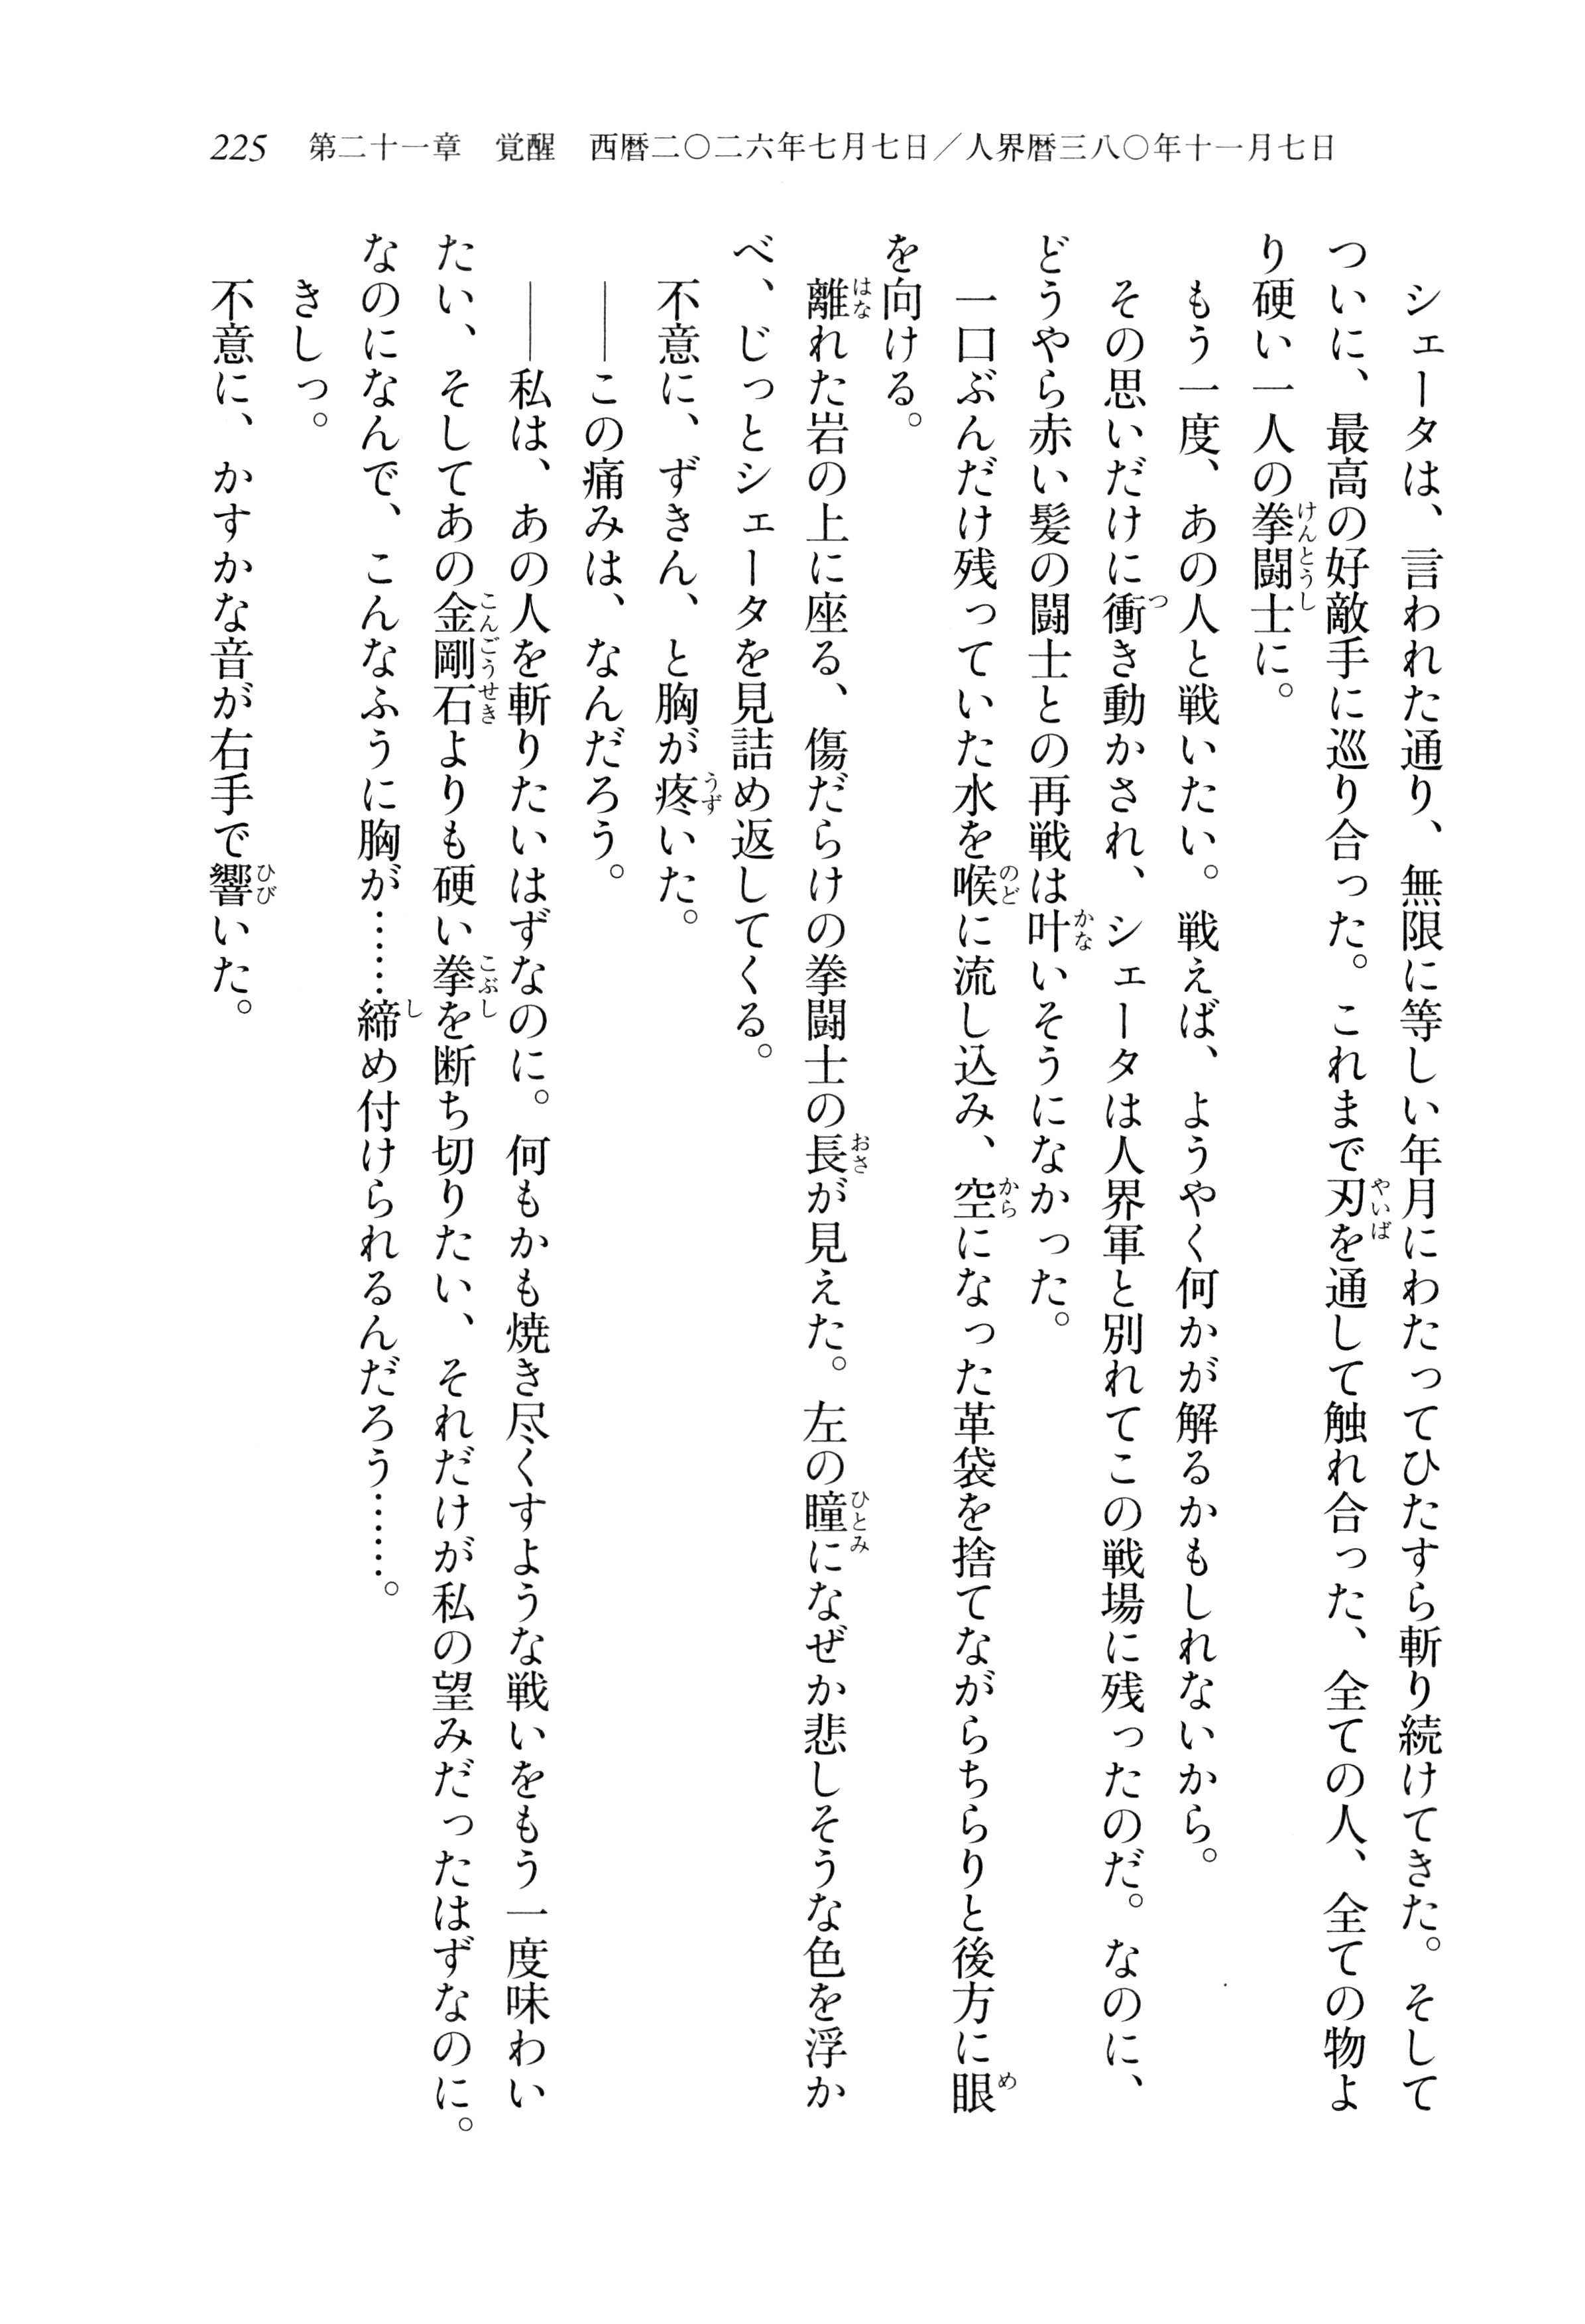 225 第二十一章 覚醒 西暦二〇二六年七月七日／人界暦三八〇年十一月七日
シェータは、言われた通り、無限に等しい年月にわたってひたすら斬り続けてきた。そして
ついに、最高の好敵手に巡り合った。これまで刃を通して触れ合った、全ての人、全ての物よ
り硬い一人の拳闘士に。
もう一度、あの人と戦いたい。戦えば、ようやく何かが解るかもしれないから。
その思いだけに衝き動かされ、シェータは人界軍と別れてこの戦場に残ったのだ。なのに、
どうやら赤い髪の闘士との再戦は叶いそうになかった。
一口ぶんだけ残っていた水を喉に流し込み、空になった革袋を捨てながらちらりと後方に眼
を向ける。
離れた岩の上に座る、傷だらけの拳闘士の長が見えた。左の瞳になぜか悲しそうな色を浮か
べ、じっとシェータを見詰め返してくる。
不意に、ずきん、と胸が疼いた。
――この痛みは、なんだろう。
――私は、あの人を斬りたいはずなのに。何もかも焼き尽くすような戦いをもう一度味わい
たい、そしてあの金剛石よりも硬い拳を断ち切りたい、それだけが私の望みだったはずなのに。
なのになんで、こんなふうに胸が……締め付けられるんだろう……。
きしっ。
不意に、かすかな音が右手で響いた。